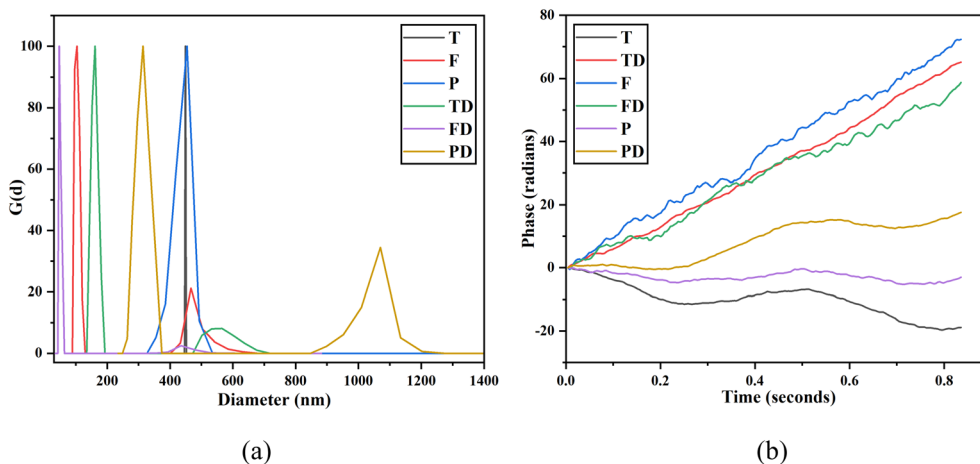 100
80
60
40
20
0
G(d)
200
400
600
800
1000
1200
1400
Diameter (nm)
T
F
P
TD
FD
PD
(a)
80
60
40
20
0
-20
Phase (radians)
0.0
0.2
0.4
0.6
0.8
Time (seconds)
T
TD
F
FD
P
PD
(b)